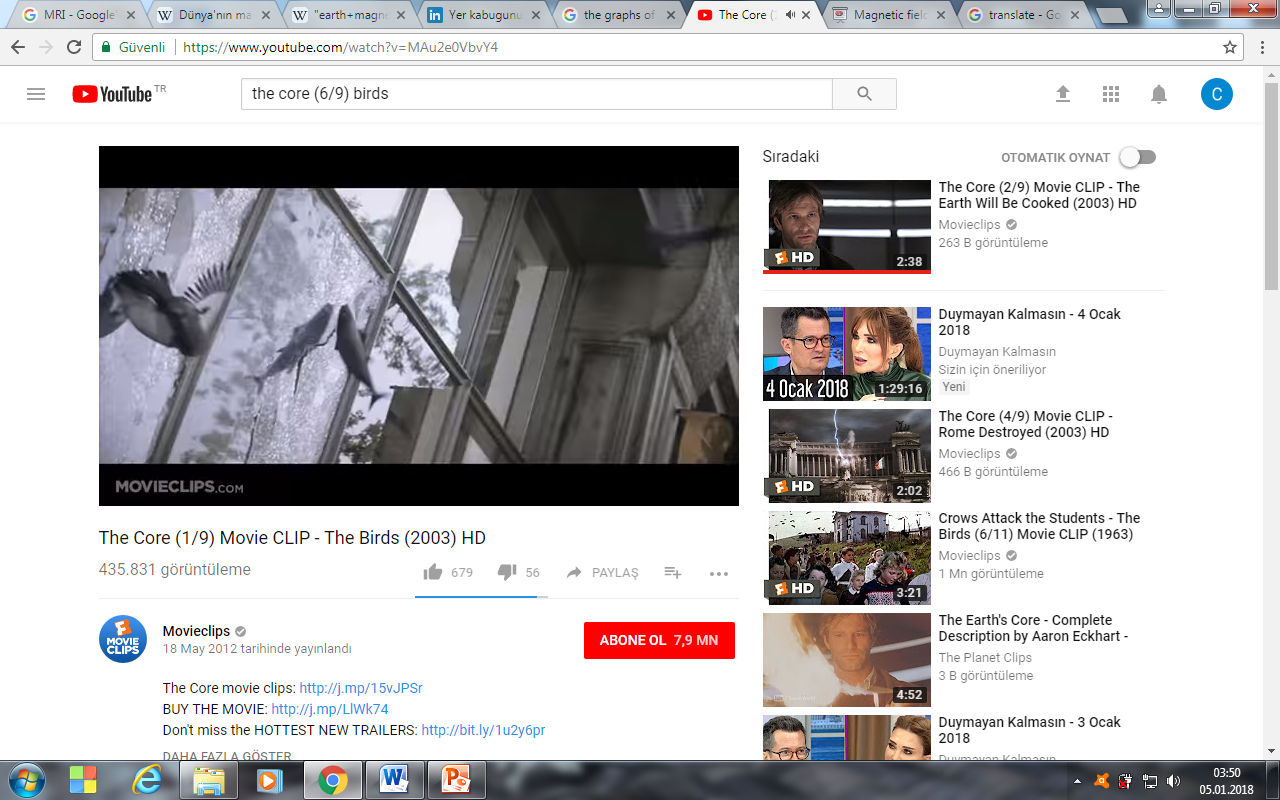 MRI - Google'
Dünya'nın ma
"earth+magne
Yer kabugunu
the graphs of
The Core (1
Magnetic field
translate - Go
Güvenli
https://www.youtube.com/watch?v=MAu2e0VbvY4
YouTube TR
the core (6/9) birds
C
MOVIECLIPS.COM
The Core (1/9) Movie CLIP - The Birds (2003) HD
435.831 görüntüleme
679
56
PAYLAŞ
MOVIE
CLIPS
Movieclips
18 May 2012 tarihinde yayınlandı
ABONE OL 7,9 MN
The Core movie clips: http://j.mp/15vJPSr
BUY THE MOVIE: http://j.mp/LlWk74
Don't miss the HOTTEST NEW TRAILERS: http://bit.ly/1u2y6pr
DAHA FAZLA GÖSTER
Sıradaki
OTOMATIK OYNAT
HD
2:38
The Core (2/9) Movie CLIP - The
Earth Will Be Cooked (2003) HD
Movieclips
263 B görüntüleme
4 Ocak 2018
1:29:16
Duymayan Kalmasın - 4 Ocak
2018
Duymayan Kalmasın
Sizin için öneriliyor
Yeni
HD
2:02
The Core (4/9) Movie CLIP -
Rome Destroyed (2003) HD
Movieclips
466 B görüntüleme
HD
3:21
Crows Attack the Students - The
Birds (6/11) Movie CLIP (1963)
Movieclips
1 Mn görüntüleme
4:52
The Earth's Core - Complete
Description by Aaron Eckhart -
The Planet Clips
3 B görüntüleme
Duymayan Kalmasın - 3 Ocak
2018
Duymayan Kalmasın
03:50
05.01.2018